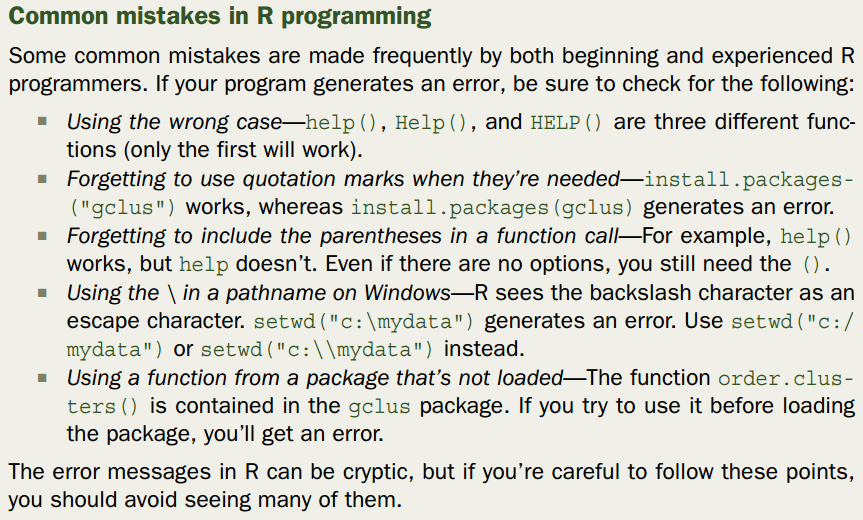 Common mistakes in R programming
Some common mistakes are made frequently by both beginning and experienced R
programmers. If your program generates an error, be sure to check for the following:
■ Using the wrong case—help(), Help(), and HELP() are three different func-
tions (only the first will work).
■ Forgetting to use quotation marks when they're needed—install.packages-
("gclus") works, whereas install.packages(gclus) generates an error.
■ Forgetting to include the parentheses in a function call—For example, help()
works, but help doesn't. Even if there are no options, you still need the ().
■ Using the \ in a pathname on Windows—R sees the backslash character as an
escape character. setwd("c:\mydata") generates an error. Use setwd("c:/
mydata") or setwd("c:\\mydata") instead.
■ Using a function from a package that's not loaded—The function order.clus-
ters() is contained in the gclus package. If you try to use it before loading
the package, you'll get an error.
The error messages in R can be cryptic, but if you're careful to follow these points,
you should avoid seeing many of them.